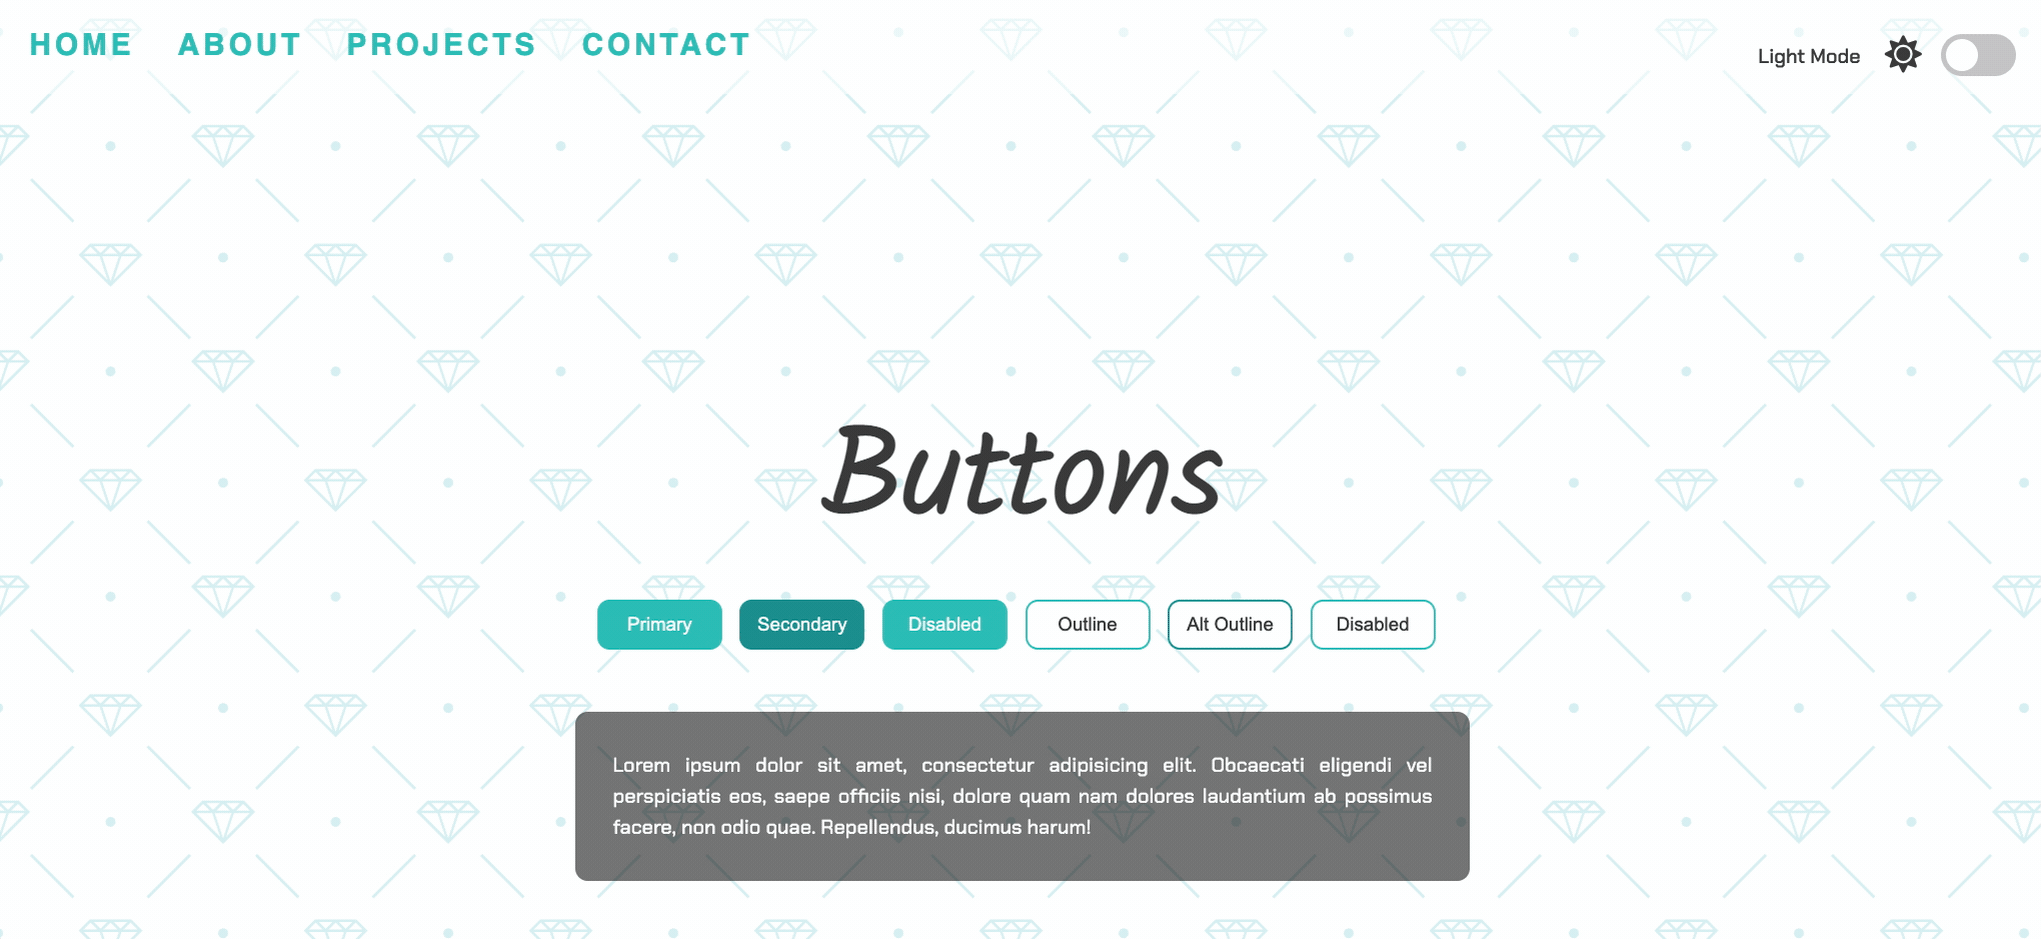 HOME ABOUT PROJECTS CONTACT
Light Mode
Buttons
Primary Secondary Disabled Outline Alt Outline Disabled
Lorem ipsum dolor sit amet, consectetur adipisicing elit. Obcaecati eligendi vel
perspiciatis eos, saepe officiis nisi, dolore quam nam dolores laudantium ab possimus
facere, non odio quae. Repellendus, ducimus harum!